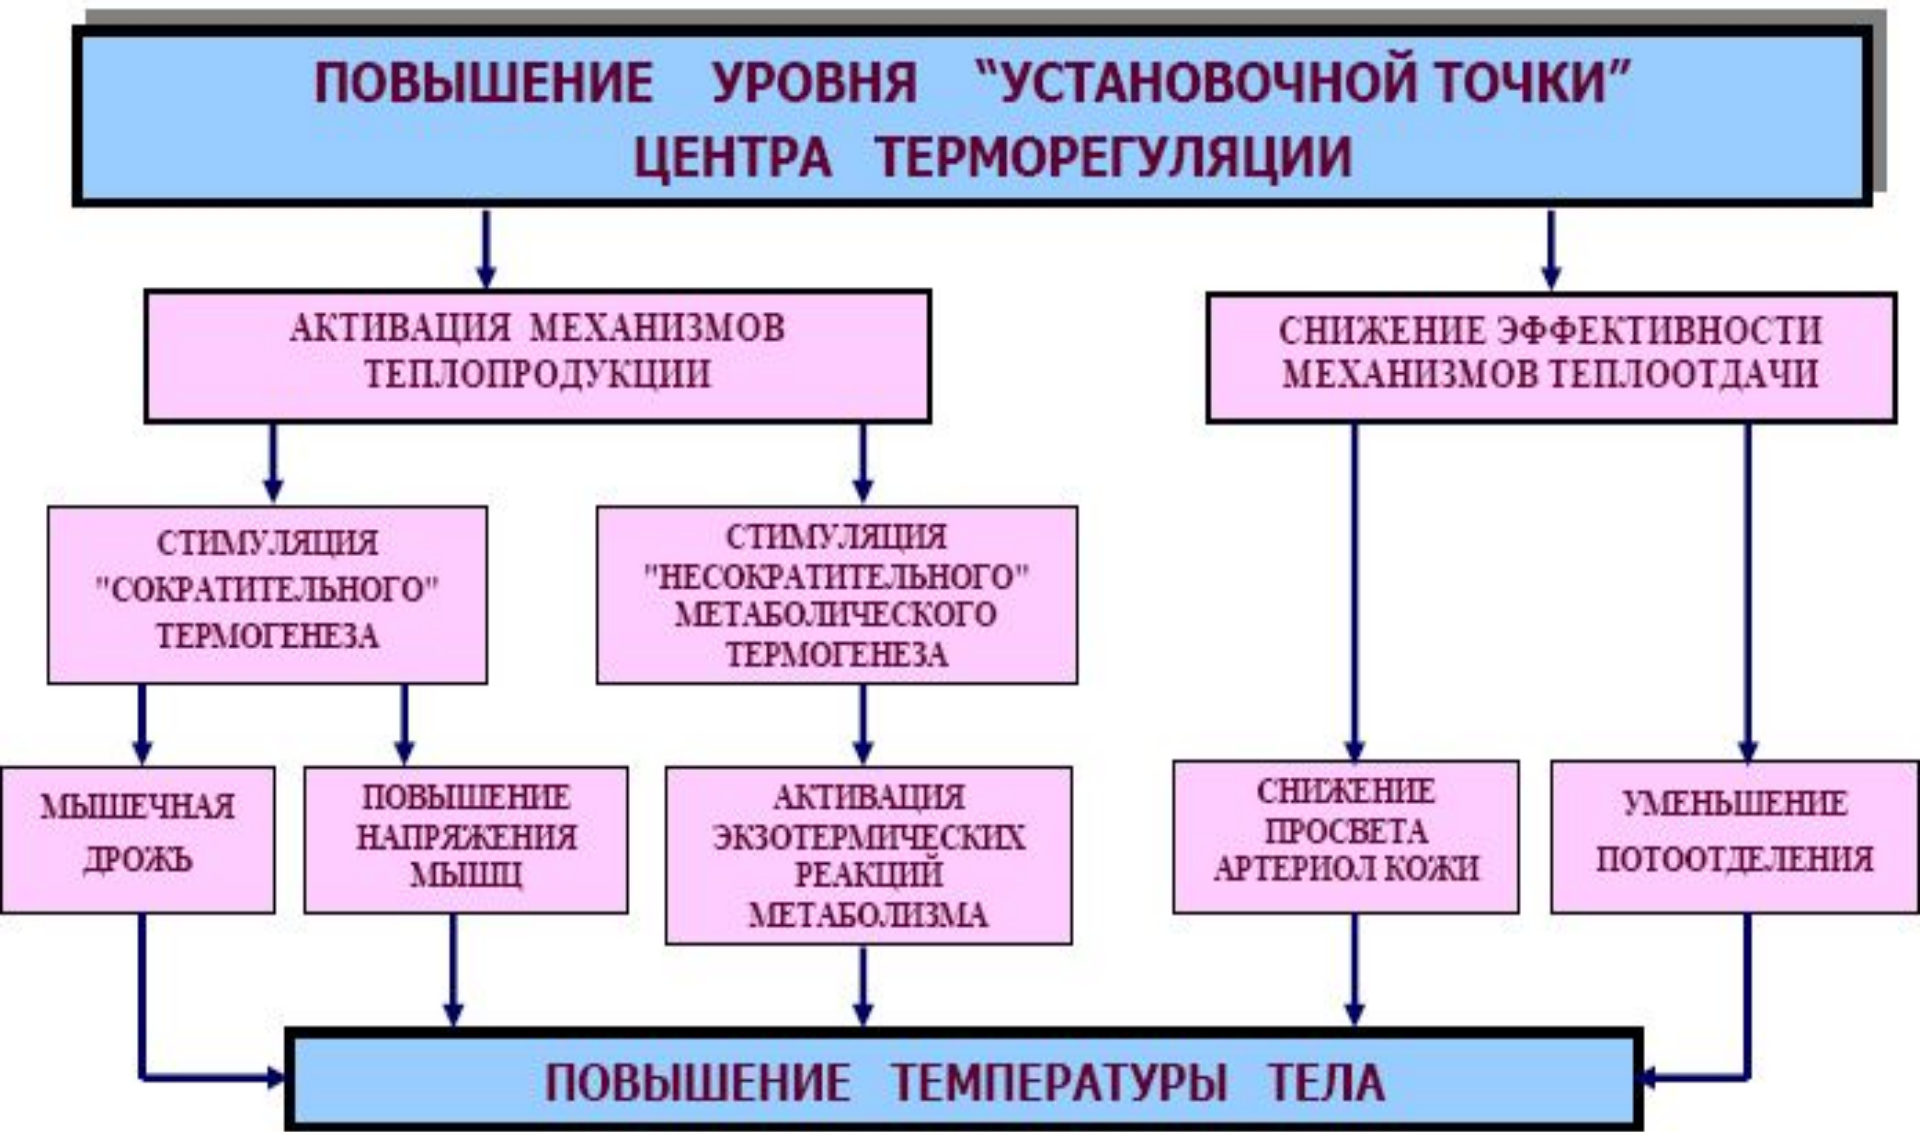 ПОВЫШЕНИЕ УРОВНЯ “УСТАНОВОЧНОЙ ТОЧКИ”
ЦЕНТРА ТЕРМОРЕГУЛЯЦИИ
АКТИВАЦИЯ МЕХАНИЗМОВ
ТЕПЛОПРОДУКЦИИ
СНИЖЕНИЕ ЭФФЕКТИВНОСТИ
МЕХАНИЗМОВ ТЕПЛООТДАЧИ
СТИМУЛЯЦИЯ
"СОКРАТИТЕЛЬНОГО"
ТЕРМОГЕНЕЗА
СТИМУЛЯЦИЯ
"НЕСОКРАТИТЕЛЬНОГО"
МЕТАБОЛИЧЕСКОГО
ТЕРМОГЕНЕЗА
МЫШЕЧНАЯ
ДРОЖЬ
ПОВЫШЕНИЕ
НАПРЯЖЕНИЯ
МЫШЦ
АКТИВАЦИЯ
ЭКЗОТЕРМИЧЕСКИХ
РЕАКЦИЙ
МЕТАБОЛИЗМА
СНИЖЕНИЕ
ПРОСВЕТА
АРТЕРИОЛ КОЖИ
УМЕНЬШЕНИЕ
ПОТООТДЕЛЕНИЯ
ПОВЫШЕНИЕ ТЕМПЕРАТУРЫ ТЕЛА